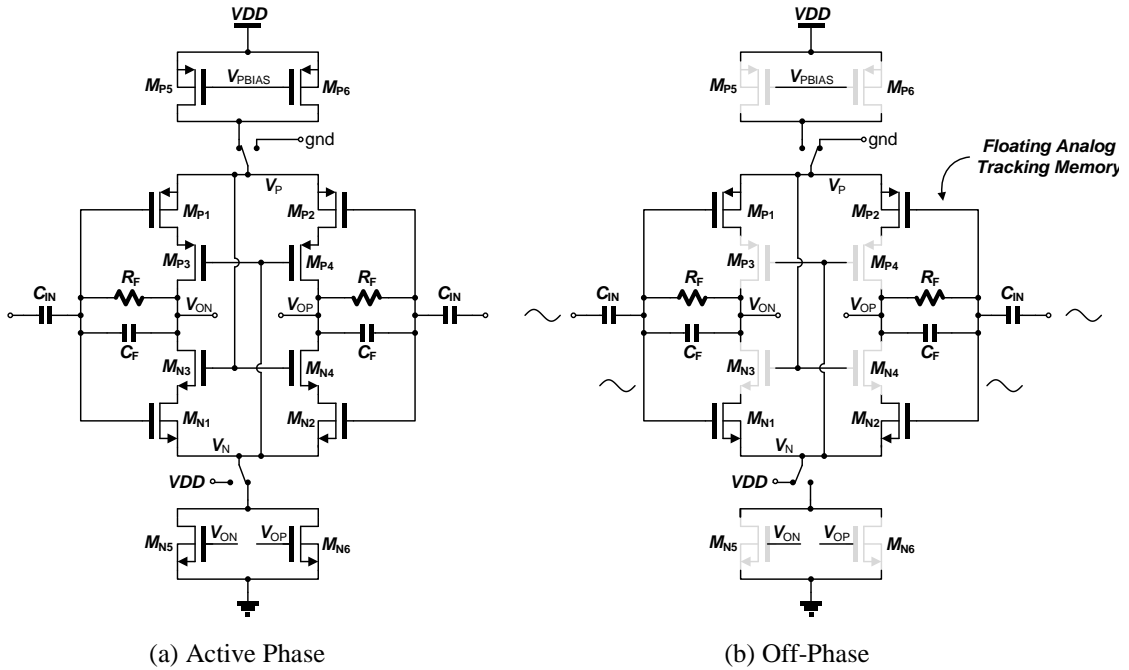 VDD
MP5
VPBIAS
MP6
gnd
VP
MP1
MP2
MP3
MP4
RF
RF
CIN
VON
VOP
CIN
CF
CF
MN3
MN4
MN1
MN2
VN
VDD
MN5
VON
VOP
MN6
(a) Active Phase
VDD
MP5
VPBIAS
MP6
gnd
Floating Analog
Tracking Memory
VP
MP1
MP2
MP3
MP4
RF
RF
CIN
VON
VOP
CIN
CF
CF
MN3
MN4
MN1
MN2
VN
VDD
MN5
VON
VOP
MN6
(b) Off-Phase